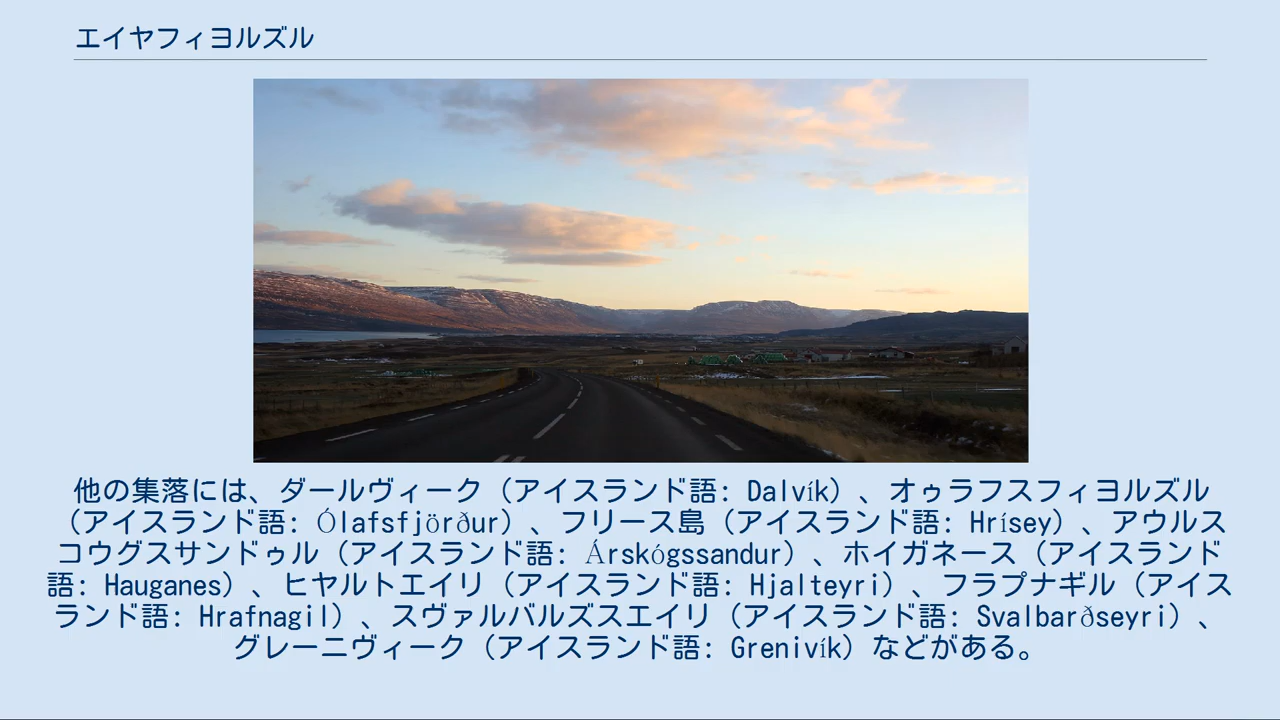 エイヤフィヨルズル
他の集落には、ダールヴィーク（アイスランド語: Dalvík）、オゥラフスフィヨルズル
（アイスランド語: Ólafsfjörður）、フリース島（アイスランド語: Hrísey）、アウルス
コウグスサンドゥル（アイスランド語: Árskógssandur）、ホイガネース（アイスランド
語: Hauganes）、ヒヤルトエイリ（アイスランド語: Hjalteyri）、フラプナギル（アイス
ランド語: Hrafnagil）、スヴァルバルズスエイリ（アイスランド語: Svalbarðseyri）、
グレーニヴィーク（アイスランド語: Grenivík）などがある。